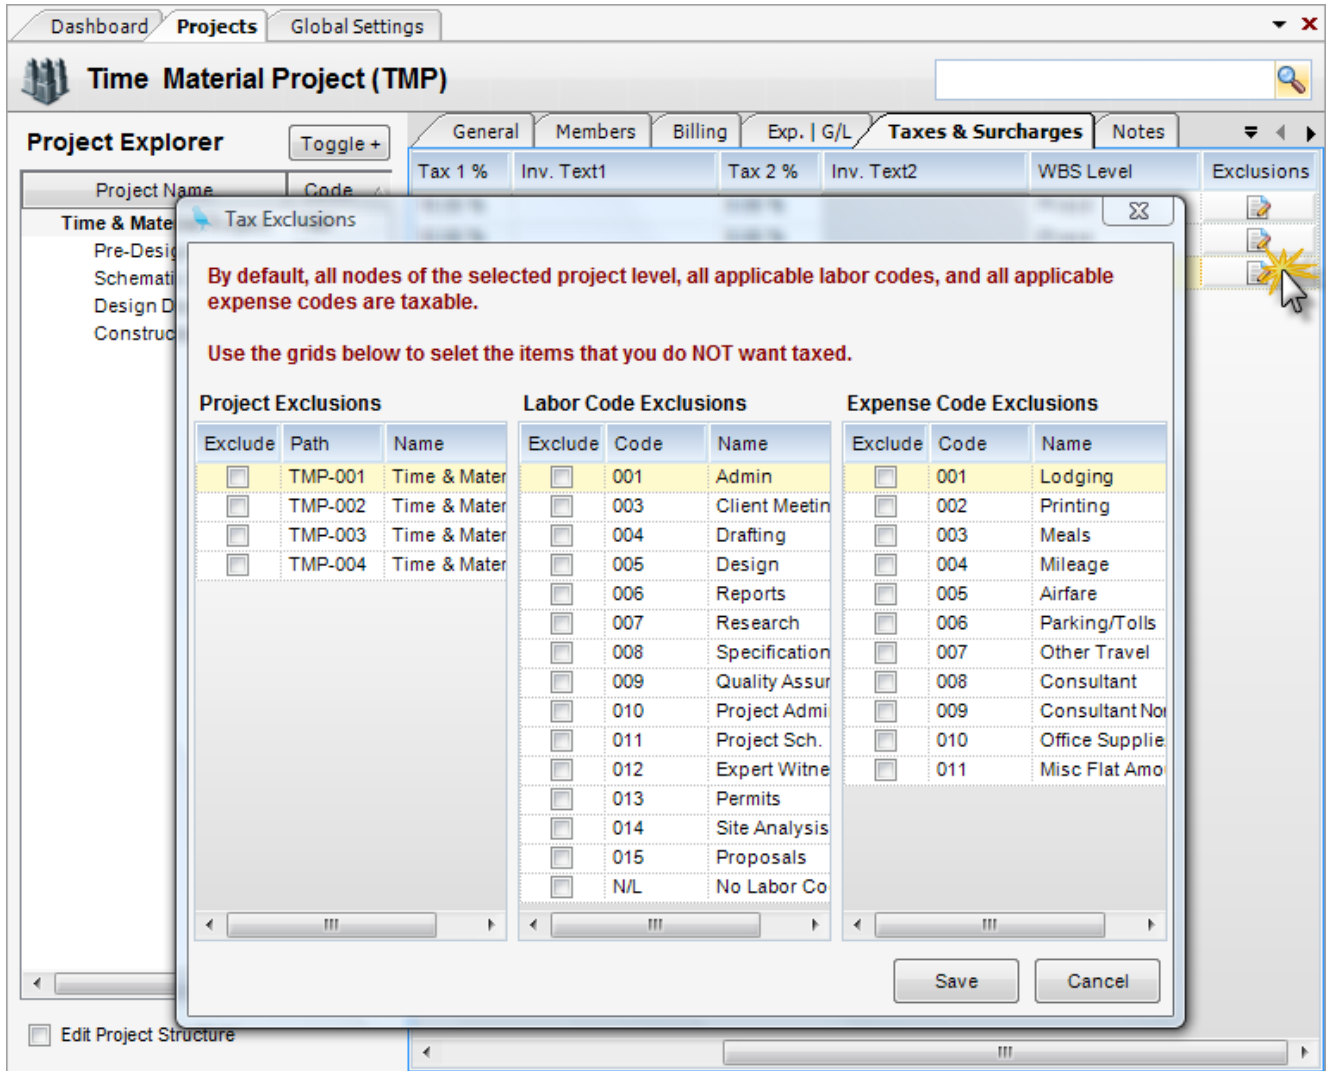 Dashboard Projects Global Settings
Time Material Project (TMP)
Project Explorer Toggle +
General Members Billing Exp. | G/L Taxes & Surcharges Notes
Tax 1 % Inv. Text1 Tax 2 % Inv. Text2 WBS Level Exclusions
Project Name Code
Time & Mate
Pre-Desig
Schemati
Design D
Construc
Tax Exclusions
By default, all nodes of the selected project level, all applicable labor codes, and all applicable
expense codes are taxable.
Use the grids below to selet the items that you do NOT want taxed.
Project Exclusions Labor Code Exclusions Expense Code Exclusions
Exclude Path Name Exclude Code Name Exclude Code Name
TMP-001 Time & Mater 001 Admin 001 Lodging
TMP-002 Time & Mater 003 Client Meetin 002 Printing
TMP-003 Time & Mater 004 Drafting 003 Meals
TMP-004 Time & Mater 005 Design 004 Mileage
006 Reports 005 Airfare
007 Research 006 Parking/Tolls
008 Specification 007 Other Travel
009 Quality Assur 008 Consultant
010 Project Admi 009 Consultant Nor
011 Project Sch. 010 Office Supplie
012 Expert Witne 011 Misc Flat Amo
013 Permits
014 Site Analysis
015 Proposals
N/L No Labor Co
Save Cancel
Edit Project Structure